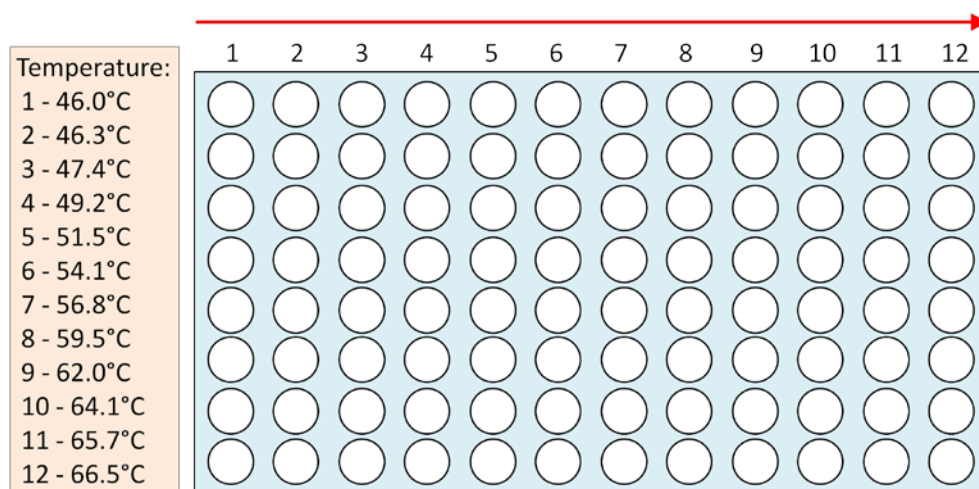 1 2 3 4 5 6 7 8 9 10 11 12
Temperature:
1 - 46.0°C
2 - 46.3°C
3 - 47.4°C
4 - 49.2°C
5 - 51.5°C
6 - 54.1°C
7 - 56.8°C
8 - 59.5°C
9 - 62.0°C
10 - 64.1°C
11 - 65.7°C
12 - 66.5°C